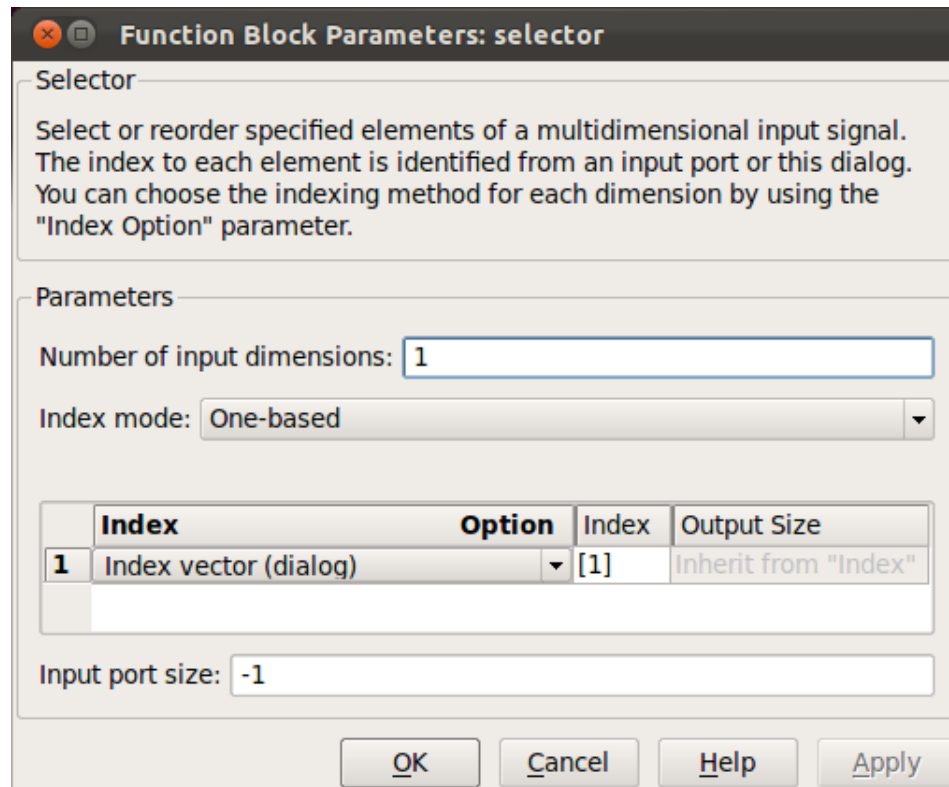 Function Block Parameters: selector
Selector
Select or reorder specified elements of a multidimensional input signal.
The index to each element is identified from an input port or this dialog.
You can choose the indexing method for each dimension by using the
"Index Option" parameter.
Parameters
Number of input dimensions: 1
Index mode: One-based
Index Option Index Output Size
1 Index vector (dialog) [1] Inherit from "Index"
Input port size: -1
OK Cancel Help Apply